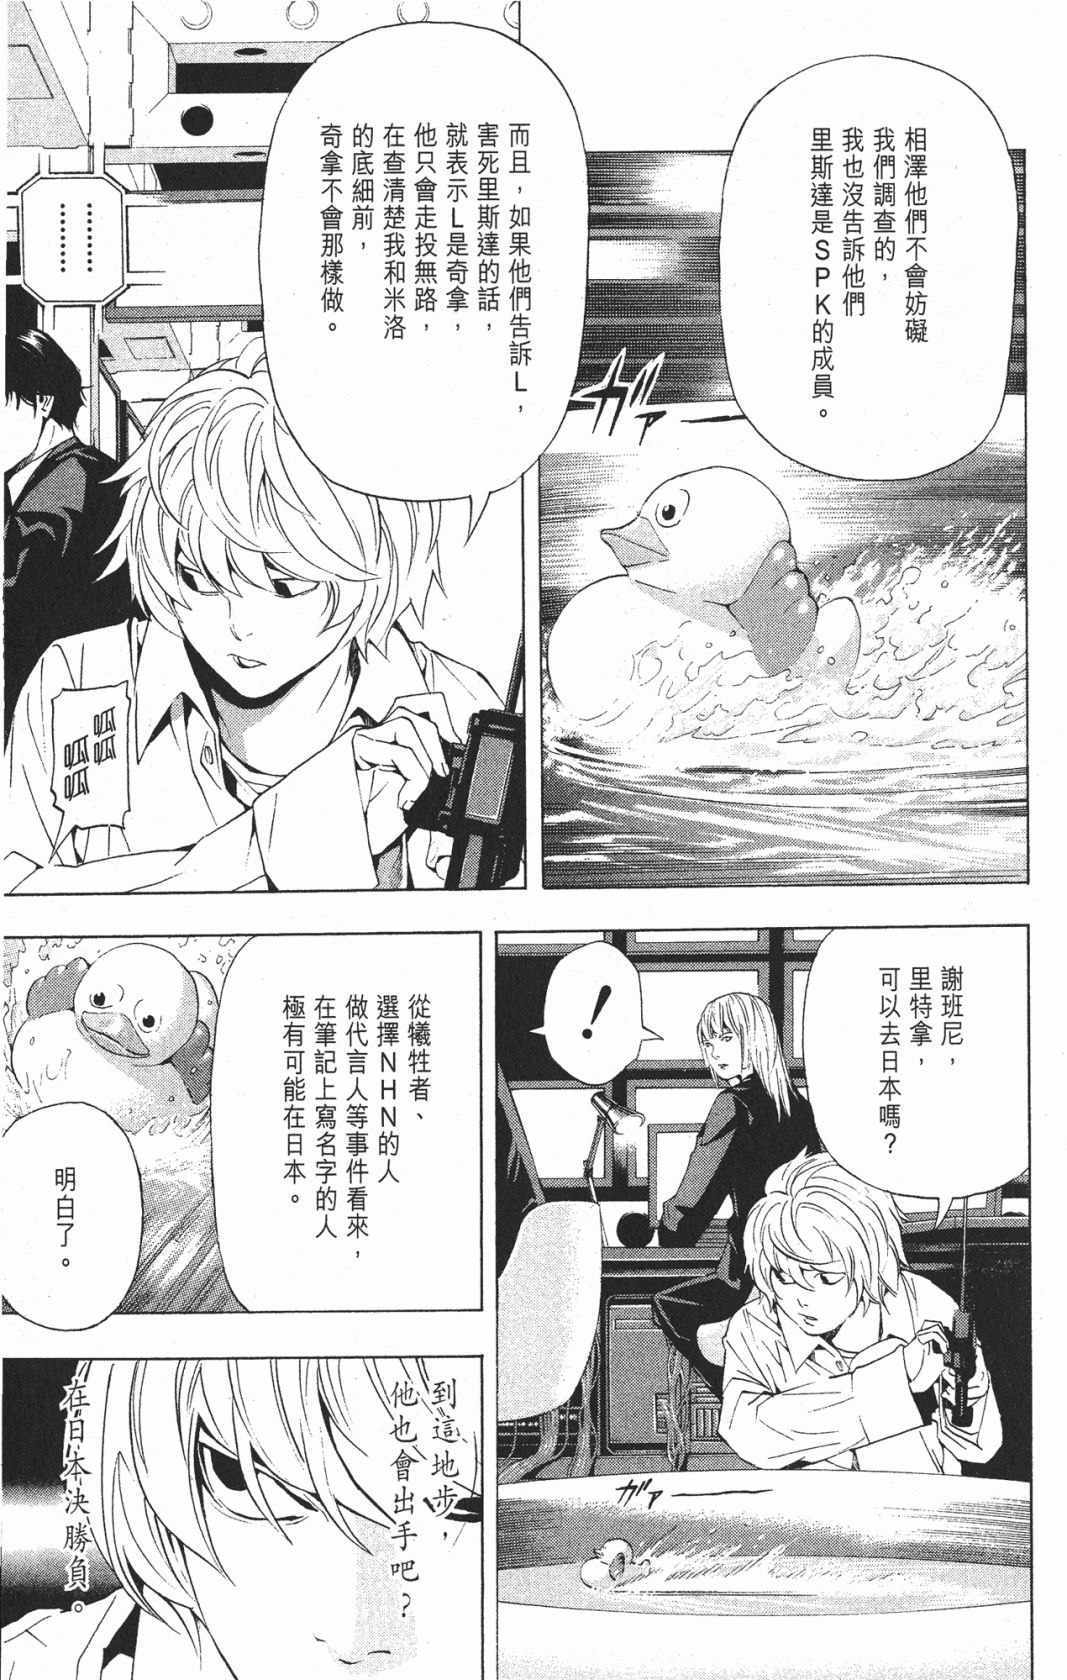 相澤他們不會妨礙
我們調查的，
我也沒告訴他們
里斯達是SPK的成員。
ガァー
而且，如果他們告訴L，
害死里斯達的話，
就表示L是奇拿，
他只會走投無路，
在查清楚我和米洛
的底細前，
奇拿不會那樣做。
…………
呱呱
呱呱
謝班尼，
里特拿，
可以去日本嗎？
！
ガァー
從犧牲者、
選擇NHN的人
做代言人等事件看來，
在筆記上寫名字的人
極有可能在日本。
明白了。
到這地步，
他也會出手吧？
在日本決勝負。